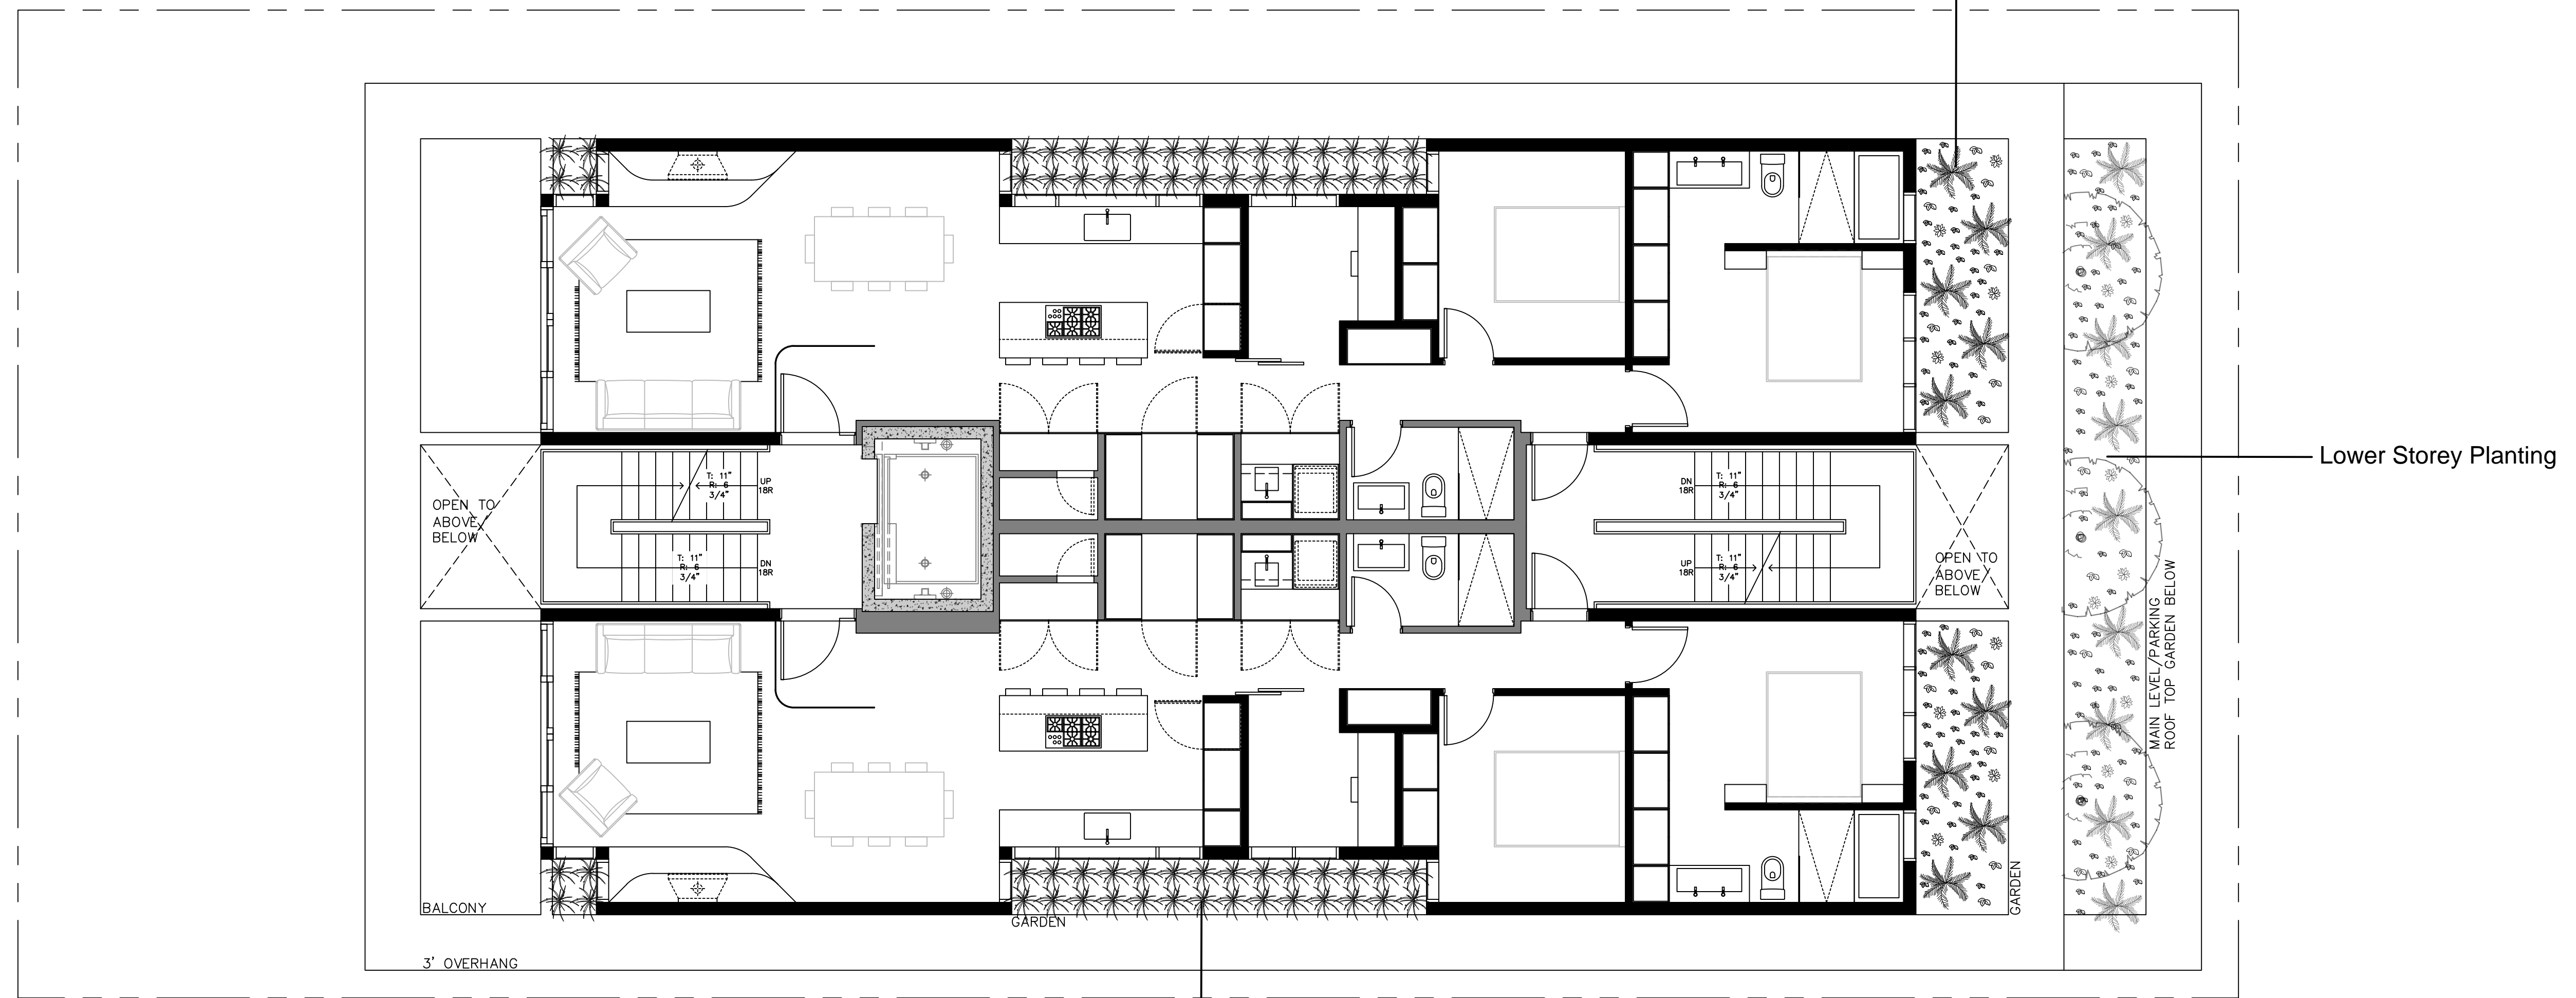 T: 11"
R: 6
3/4"
UP
18R
OPEN TO
ABOVE/
BELOW
T: 11"
R: 6
3/4"
DN
18R
DN
18R
T: 11"
R: 6
3/4"
UP
18R
T: 11"
R: 6
3/4"
OPEN TO
ABOVE/
BELOW
Lower Storey Planting
MAIN LEVEL/PARKING
ROOF TOP GARDEN BELOW
BALCONY
GARDEN
GARDEN
3' OVERHANG